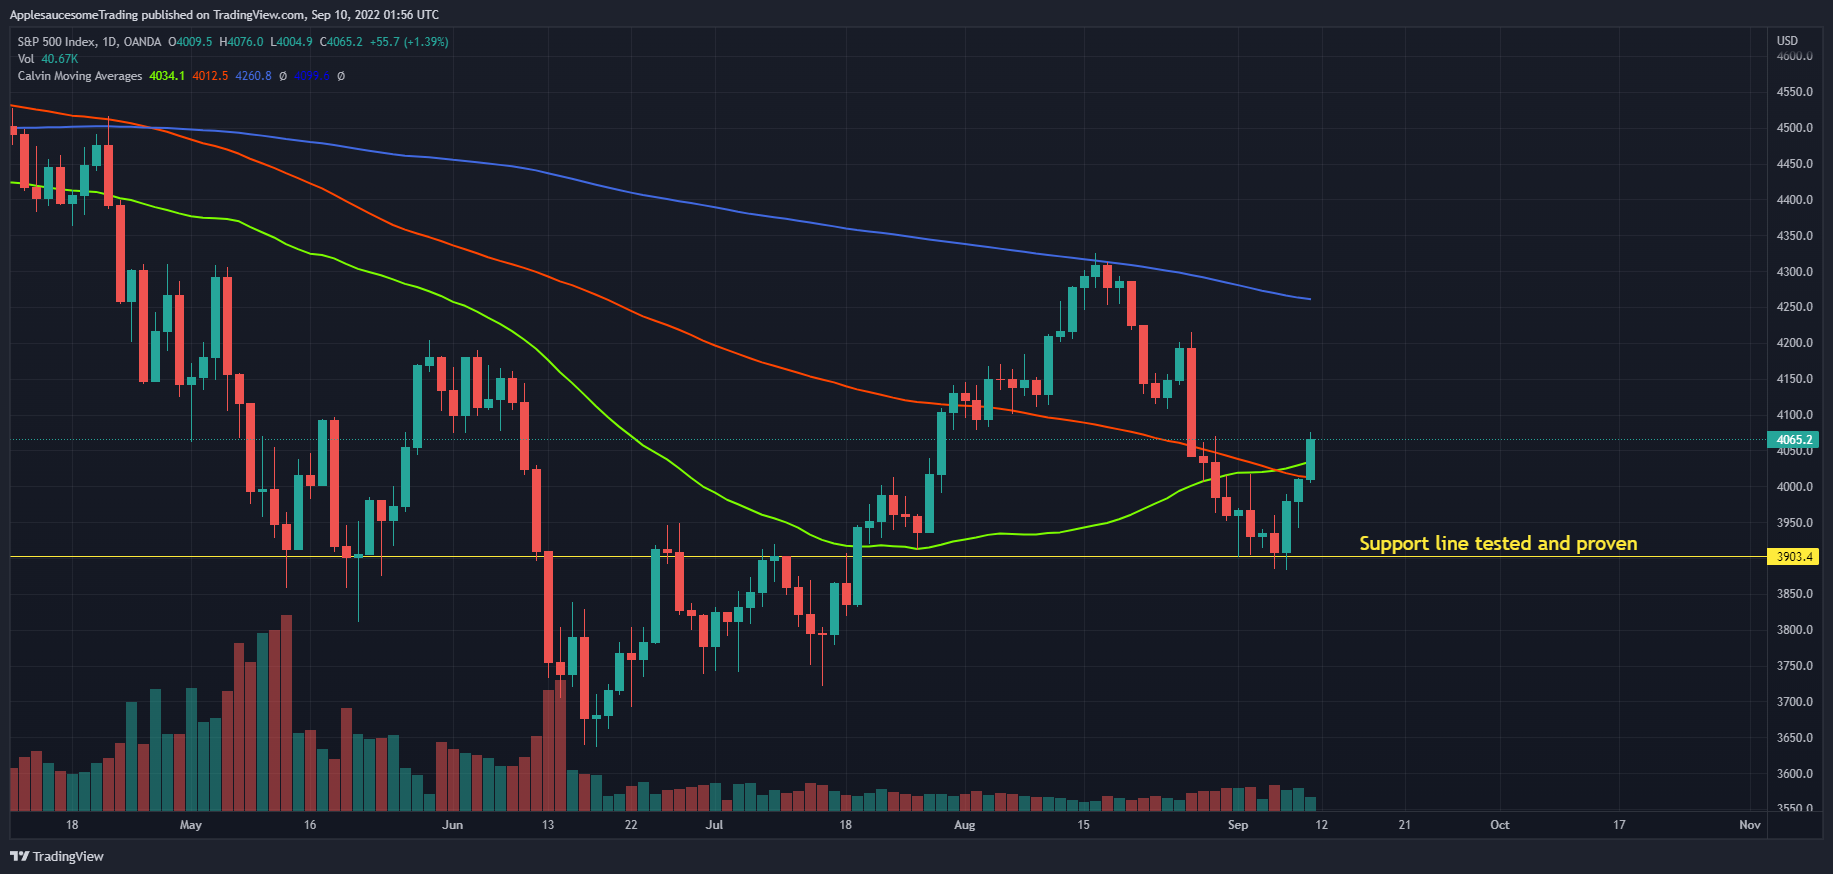 ApplesaucesomeTrading published on TradingView.com, Sep 10, 2022 01:56 UTC
S&P 500 Index, 1D, OANDA O4009.5 H4076.0 L4004.9 C4065.2 +55.7 (+1.39%)
Vol 40.67K
Calvin Moving Averages 4034.1 4012.5 4260.8 Ø Ø
USD
4600.0
4550.0
4500.0
4450.0
4400.0
4350.0
4300.0
4250.0
4200.0
4150.0
4100.0
4065.2
4050.0
4000.0
3950.0
Support line tested and proven
3903.4
3850.0
3800.0
3750.0
3700.0
3650.0
3600.0
3550.0
18 May 16 Jun 13 22 Jul 18 Aug 15 Sep 12 21 Oct 17 Nov
TradingView